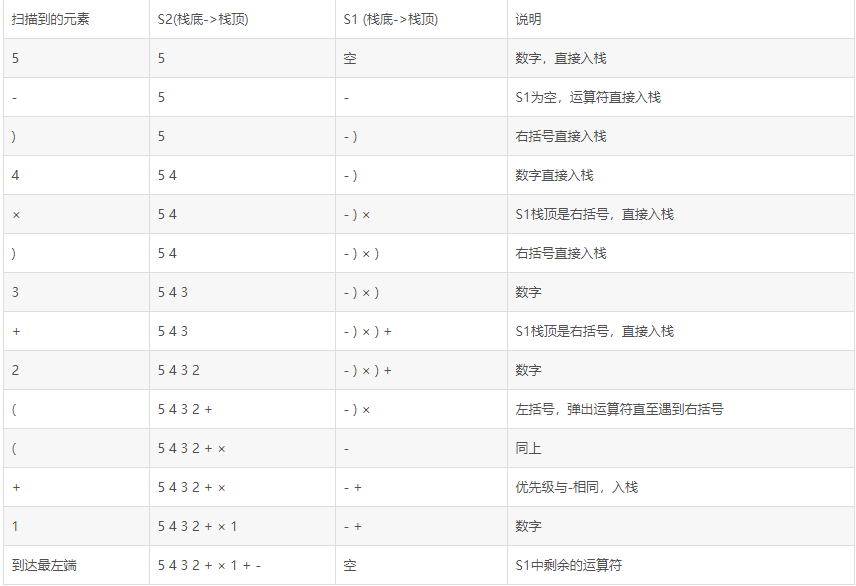 扫描到的元素 S2(栈底->栈顶) S1 (栈底->栈顶) 说明
5 5 空 数字，直接入栈
- 5 - S1为空，运算符直接入栈
) 5 - ) 右括号直接入栈
4 5 4 - ) 数字直接入栈
× 5 4 - ) × S1栈顶是右括号，直接入栈
) 5 4 - ) × ) 右括号直接入栈
3 5 4 3 - ) × ) 数字
+ 5 4 3 - ) × ) + S1栈顶是右括号，直接入栈
2 5 4 3 2 - ) × ) + 数字
( 5 4 3 2 + - ) × 左括号，弹出运算符直至遇到右括号
( 5 4 3 2 + × - 同上
+ 5 4 3 2 + × - + 优先级与-相同，入栈
1 5 4 3 2 + × 1 - + 数字
到达最左端 5 4 3 2 + × 1 + - 空 S1中剩余的运算符